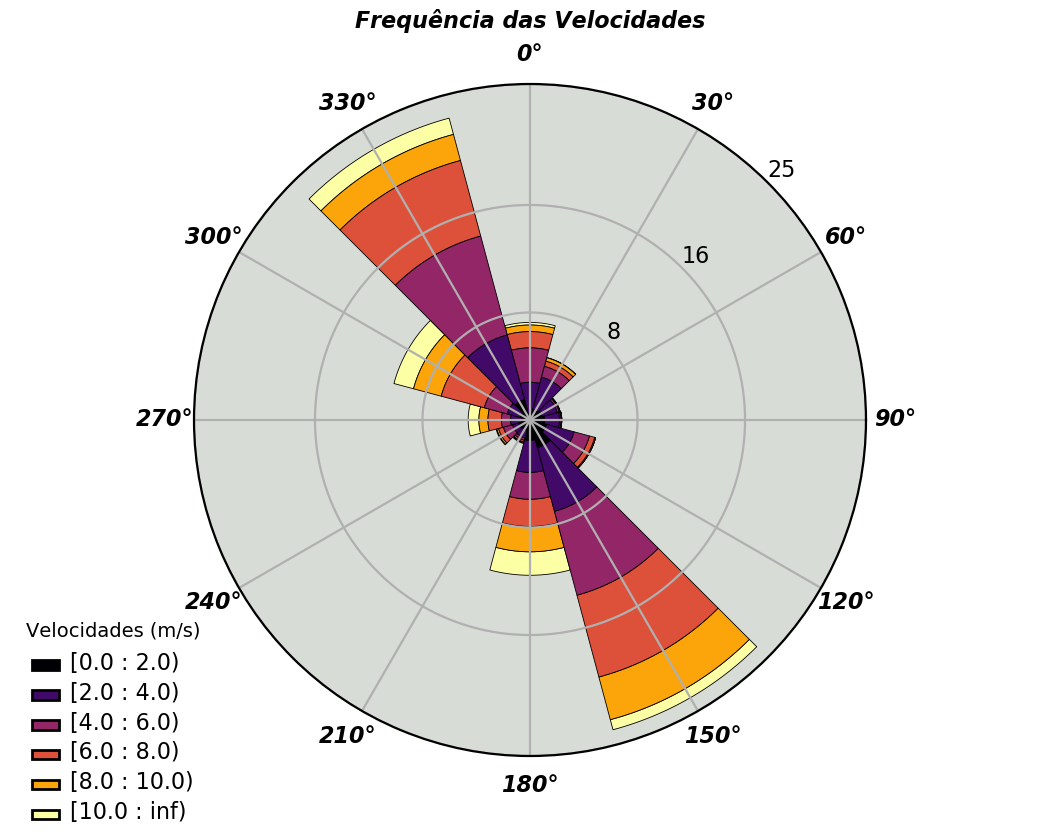 Frequência das Velocidades
0°
330°
30°
25
300°
60°
16
8
270°
90°
240°
120°
210°
150°
180°
Velocidades (m/s)
[0.0 : 2.0)
[2.0 : 4.0)
[4.0 : 6.0)
[6.0 : 8.0)
[8.0 : 10.0)
[10.0 : inf)